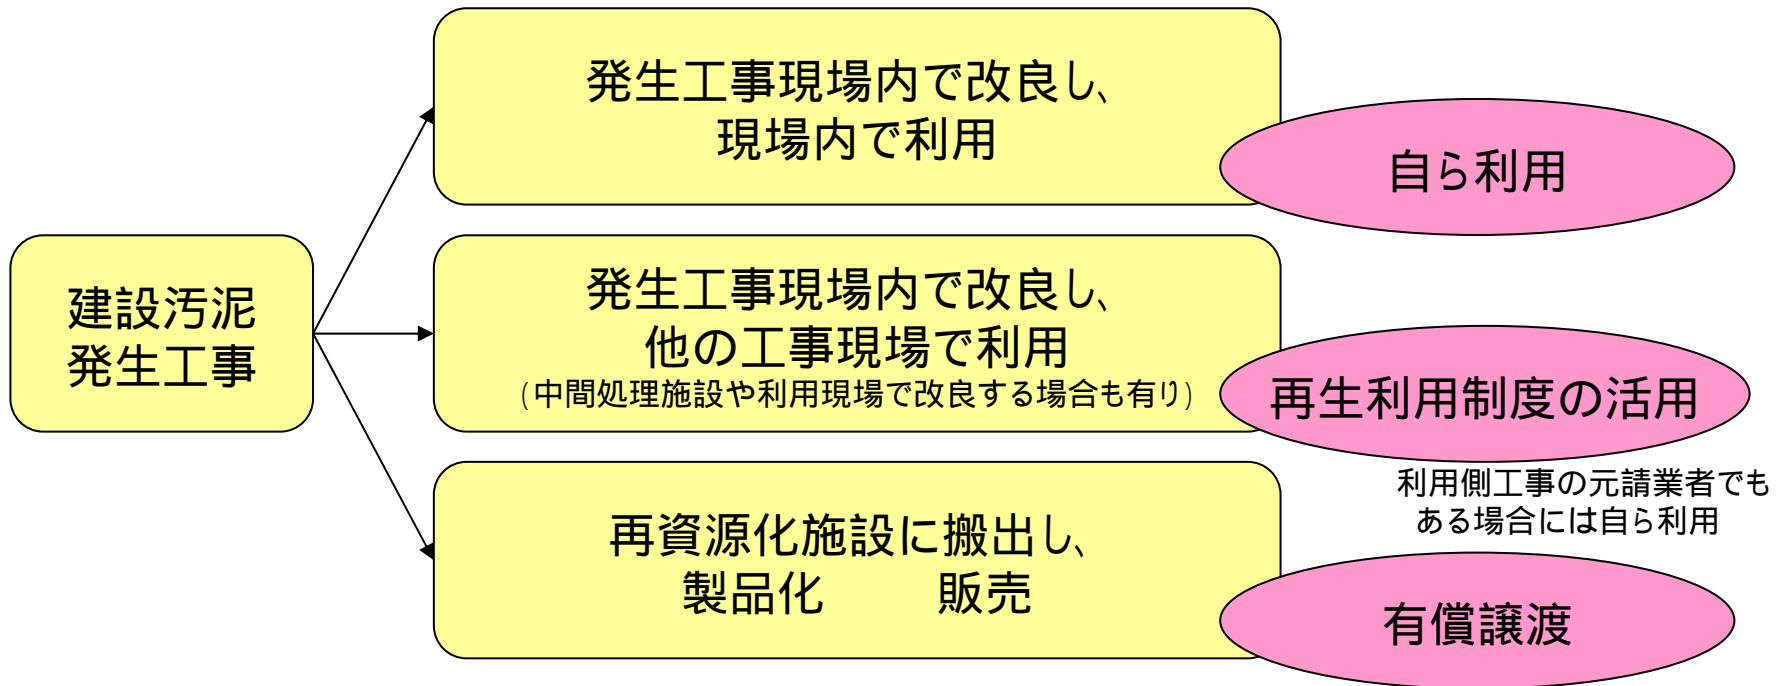 発生工事現場内で改良し、
現場内で利用
自ら利用
建設汚泥
発生工事
発生工事現場内で改良し、
他の工事現場で利用
(中間処理施設や利用現場で改良する場合も有り)
再生利用制度の活用
利用側工事の元請業者でも
ある場合には自ら利用
再資源化施設に搬出し、
製品化　　販売
有償譲渡